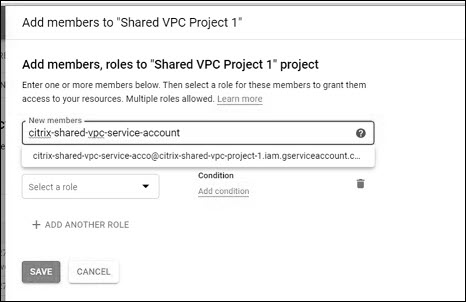 Add members to "Shared VPC Project 1"
Add members, roles to "Shared VPC Project 1" project
Enter one or more members below. Then select a role for these members to grant them
access to your resources. Multiple roles allowed. Learn more
New members
citrix-shared-vpc-service-account
citrix-shared-vpc-service-acco@citrix-shared-vpc-project-1.iam.gserviceaccount.c...
Select a role
Condition
Add condition
+ ADD ANOTHER ROLE
SAVE CANCEL